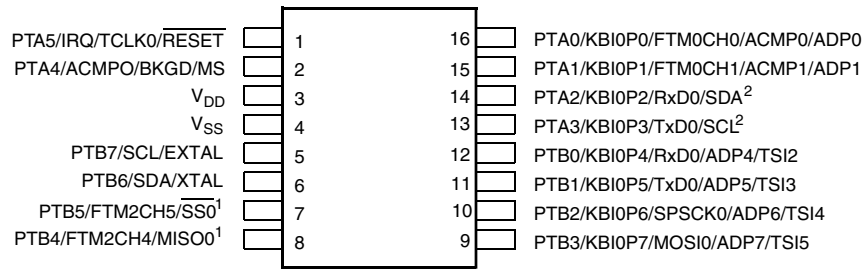 PTA5/IRQ/TCLK0/RESET 1 16 PTA0/KBI0P0/FTM0CH0/ACMP0/ADP0
PTA4/ACMPO/BKGD/MS 2 15 PTA1/KBI0P1/FTM0CH1/ACMP1/ADP1
VDD 3 14 PTA2/KBI0P2/RxD0/SDA2
VSS 4 13 PTA3/KBI0P3/TxD0/SCL2
PTB7/SCL/EXTAL 5 12 PTB0/KBI0P4/RxD0/ADP4/TSI2
PTB6/SDA/XTAL 6 11 PTB1/KBI0P5/TxD0/ADP5/TSI3
PTB5/FTM2CH5/SS01 7 10 PTB2/KBI0P6/SPSCK0/ADP6/TSI4
PTB4/FTM2CH4/MISO01 8 9 PTB3/KBI0P7/MOSI0/ADP7/TSI5